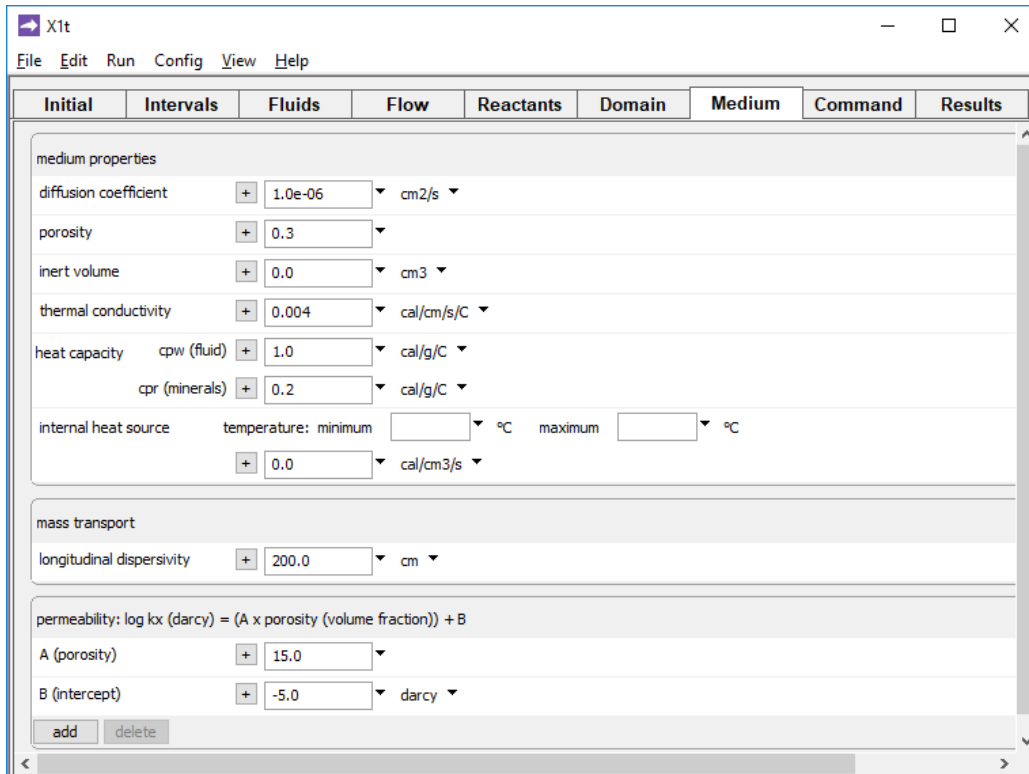 X1t
File Edit Run Config View Help
Initial Intervals Fluids Flow Reactants Domain Medium Command Results
medium properties
diffusion coefficient + 1.0e-06 cm2/s
porosity + 0.3
inert volume + 0.0 cm3
thermal conductivity + 0.004 cal/cm/s/C
heat capacity cpw (fluid) + 1.0 cal/g/C
cpr (minerals) + 0.2 cal/g/C
internal heat source temperature: minimum ºC maximum ºC
+ 0.0 cal/cm3/s
mass transport
longitudinal dispersivity + 200.0 cm
permeability: log kx (darcy) = (A x porosity (volume fraction)) + B
A (porosity) + 15.0
B (intercept) + -5.0 darcy
add delete